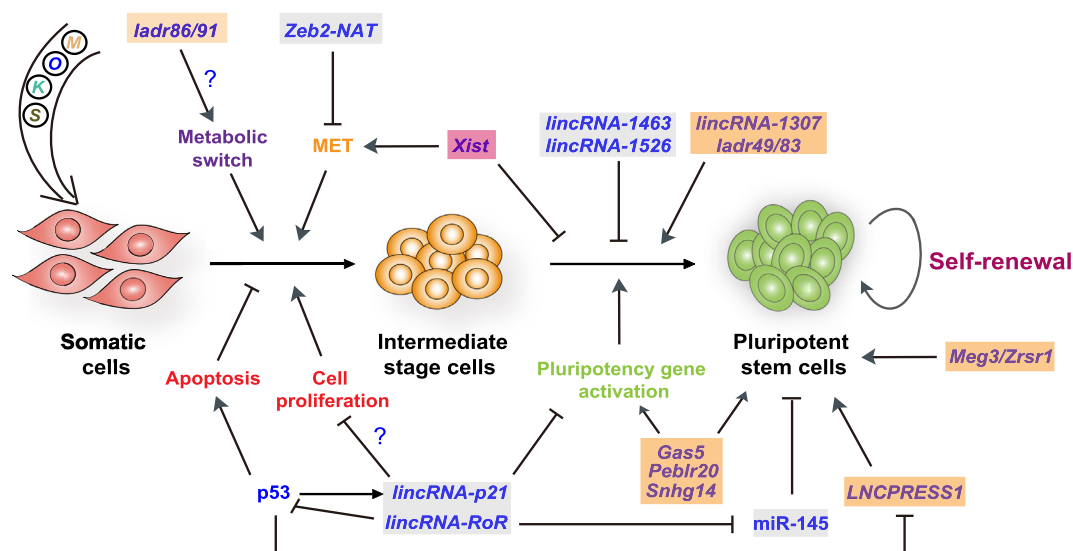 M
O
K
S
ladr86/91
Zeb2-NAT
?
Metabolic
switch
MET
Xist
lincRNA-1463
lincRNA-1526
lincRNA-1307
ladr49/83
Self-renewal
Somatic
cells
Intermediate
stage cells
Pluripotent
stem cells
Apoptosis
Cell
proliferation
Pluripotency gene
activation
Meg3/Zrsr1
?
Gas5
Peblr20
Snhg14
p53
lincRNA-p21
lincRNA-RoR
miR-145
LNCPRESS1